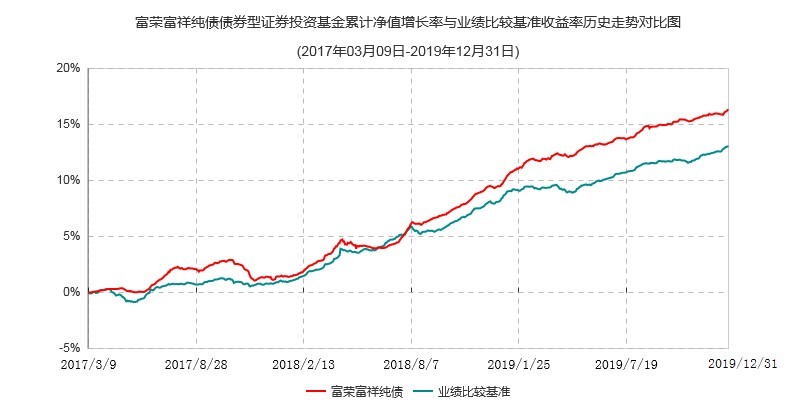 富荣富祥纯债债券型证券投资基金累计净值增长率与业绩比较基准收益率历史走势对比图
(2017年03月09日-2019年12月31日)
20%
15%
10%
5%
0%
-5%
2017/3/9 2017/8/28 2018/2/13 2018/8/7 2019/1/25 2019/7/19 2019/12/31
富荣富祥纯债 业绩比较基准